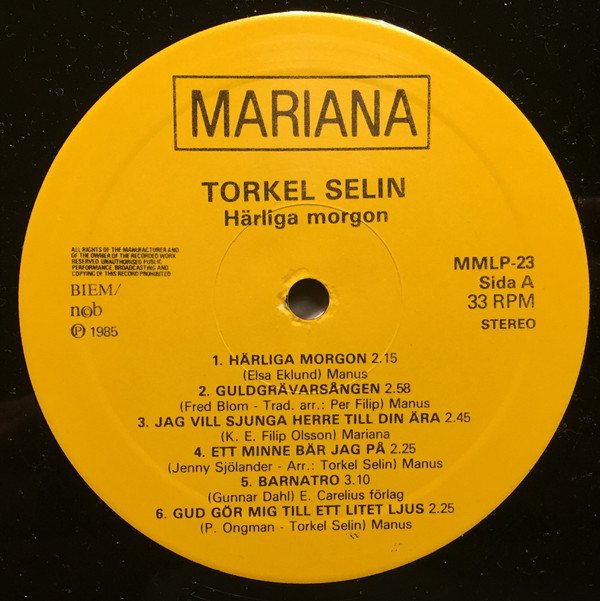 MARIANA
TORKEL SELIN
Härliga morgon
ALL RIGHTS OF THE MANUFACTURER AND
OF THE OWNER OF THE RECORDED WORK
RESERVED UNAUTHORISED PUBLIC
PERFORMANCE, BROADCASTING AND
COPYING OF THIS RECORD PROHIBITED
BIEM/
n©b
Ⓟ 1985
MMLP-23
Sida A
33 RPM
STEREO
1. HÄRLIGA MORGON 2.15
(Elsa Eklund) Manus
2. GULDGRÄVARSÅNGEN 2.58
(Fred Blom - Trad. arr.: Per Filip) Manus
3. JAG VILL SJUNGA HERRE TILL DIN ÄRA 2.45
(K. E. Filip Olsson) Mariana
4. ETT MINNE BÄR JAG PÅ 2.25
(Jenny Sjölander - Arr.: Torkel Selin) Manus
5. BARNATRO 3.10
(Gunnar Dahl) E. Carelius förlag
6. GUD GÖR MIG TILL ETT LITET LJUS 2.25
(P. Ongman - Torkel Selin) Manus